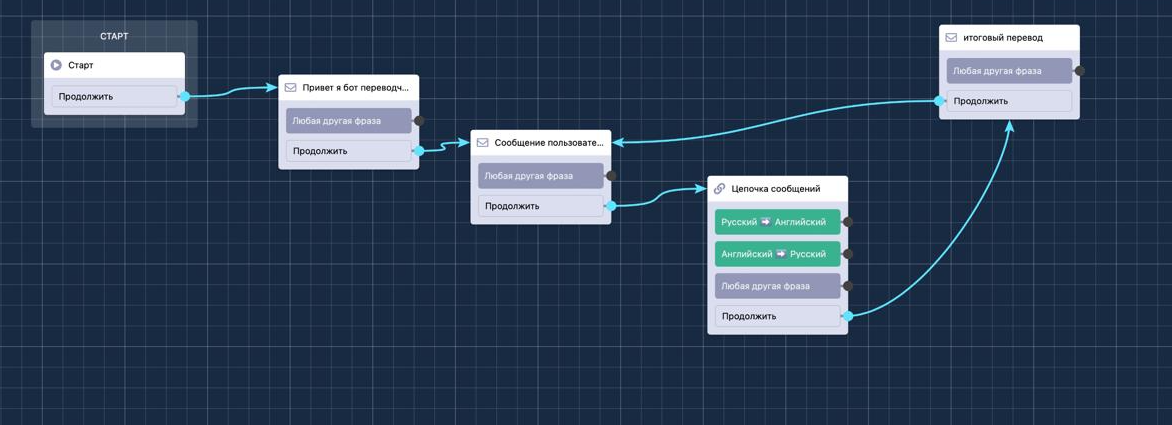 СТАРТ
Старт
Продолжить
Привет я бот переводч...
Любая другая фраза
Продолжить
Сообщение пользовате...
Любая другая фраза
Продолжить
Цепочка сообщений
Русский ➡️ Английский
Английский ➡️ Русский
Любая другая фраза
Продолжить
итоговый перевод
Любая другая фраза
Продолжить